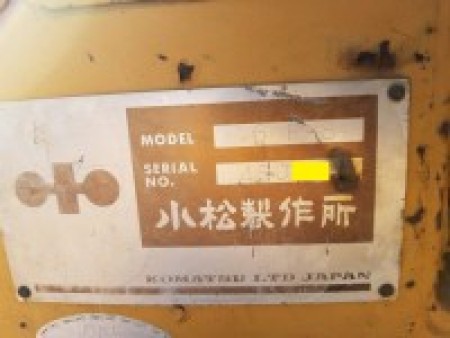 MODEL
SERIAL
NO.
小松製作所
KOMATSU LTD JAPAN